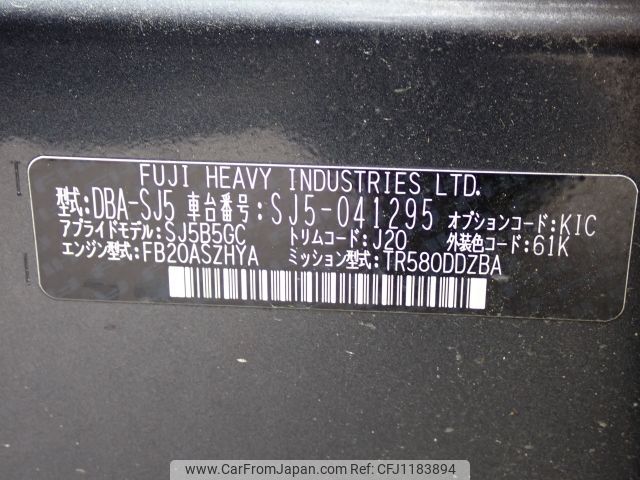 FUJI HEAVY INDUSTRIES LTD.
型式:DBA-SJ5 車台番号:SJ5-041295 オプションコード:KIC
アプライドモデル:SJ5B5GC トリムコード:J20 外装色コード:61K
エンジン型式:FB20ASZHYA ミッション型式:TR580DDZBA
www.CarFromJapan.com ID:CFJ1183894